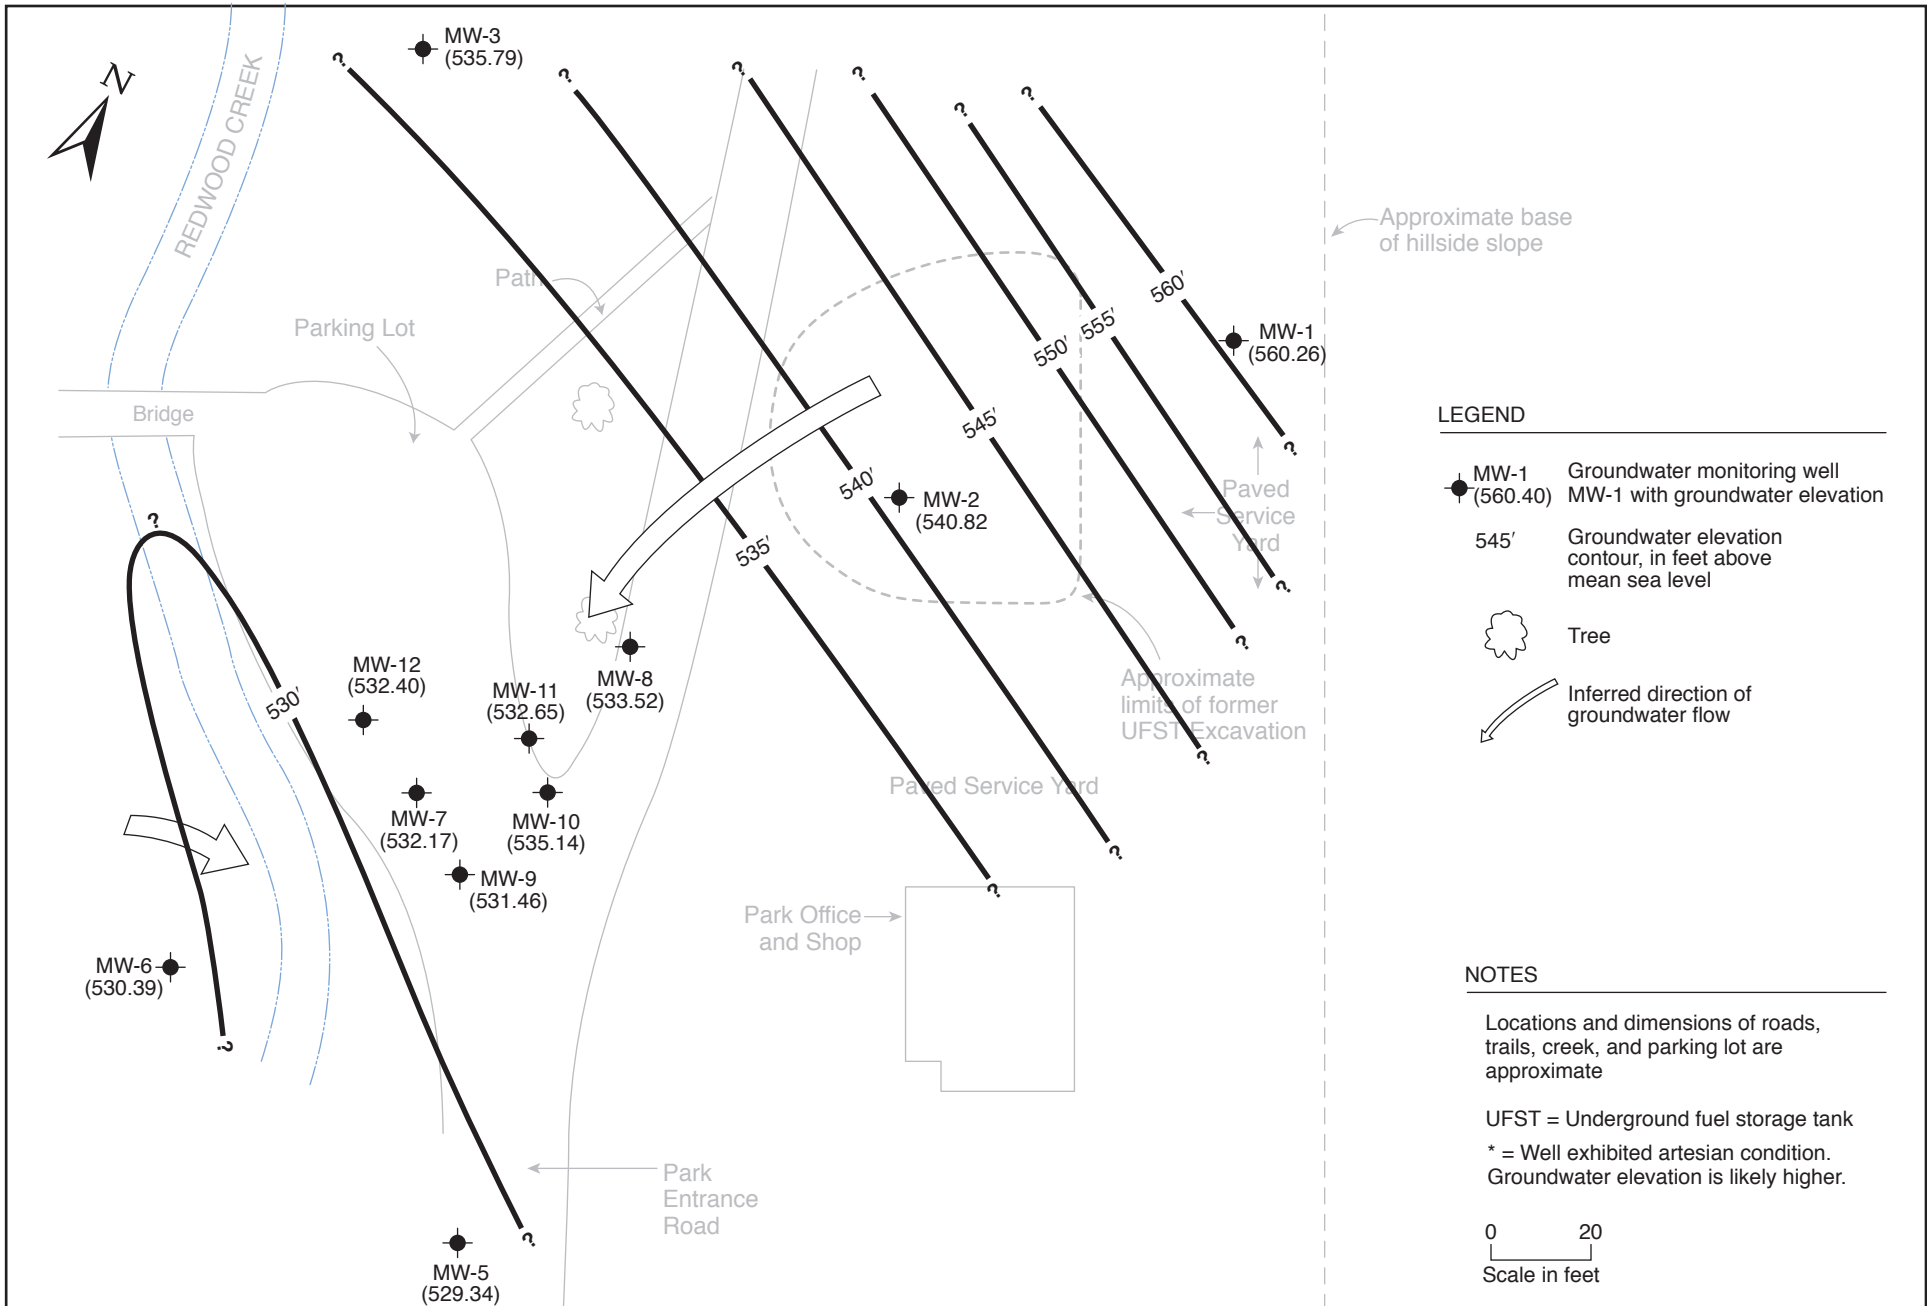 N
REDWOOD CREEK
?
MW-3
(535.79)
?
?
?
?
?
Approximate base
of hillside slope
Path
560'
Parking Lot
555'
MW-1
(560.26)
550'
Bridge
545'
?
540'
MW-2
(540.82
Paved
Service
Yard
?
535'
?
?
MW-12
(532.40)
MW-11
(532.65)
MW-8
(533.52)
530'
Approximate
limits of former
UFST Excavation
?
Paved Service Yard
MW-7
(532.17)
MW-10
(535.14)
?
MW-9
(531.46)
?
Park Office
and Shop
MW-6
(530.39)
?
Park
Entrance
Road
?
MW-5
(529.34)
LEGEND
MW-1
(560.40)
Groundwater monitoring well
MW-1 with groundwater elevation
545'
Groundwater elevation
contour, in feet above
mean sea level
Tree
Inferred direction of
groundwater flow
NOTES
Locations and dimensions of roads,
trails, creek, and parking lot are
approximate
UFST = Underground fuel storage tank
* = Well exhibited artesian condition.
Groundwater elevation is likely higher.
0 20
Scale in feet